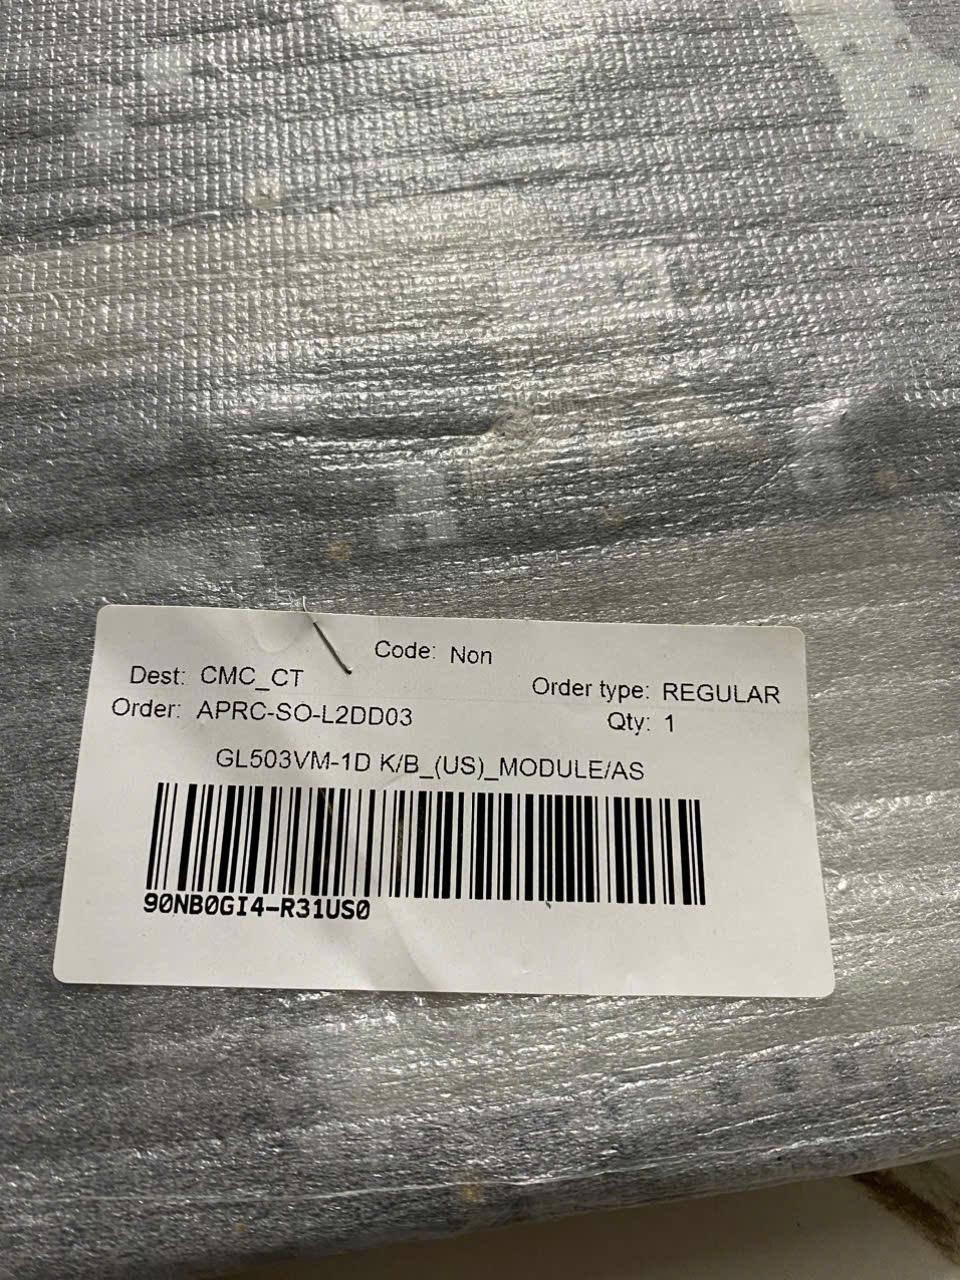 Code: Non
Dest: CMC_CT
Order type: REGULAR
Order: APRC-SO-L2DD03
Qty: 1
GL503VM-1D K/B_(US)_MODULE/AS
90NB0GI4-R31US0